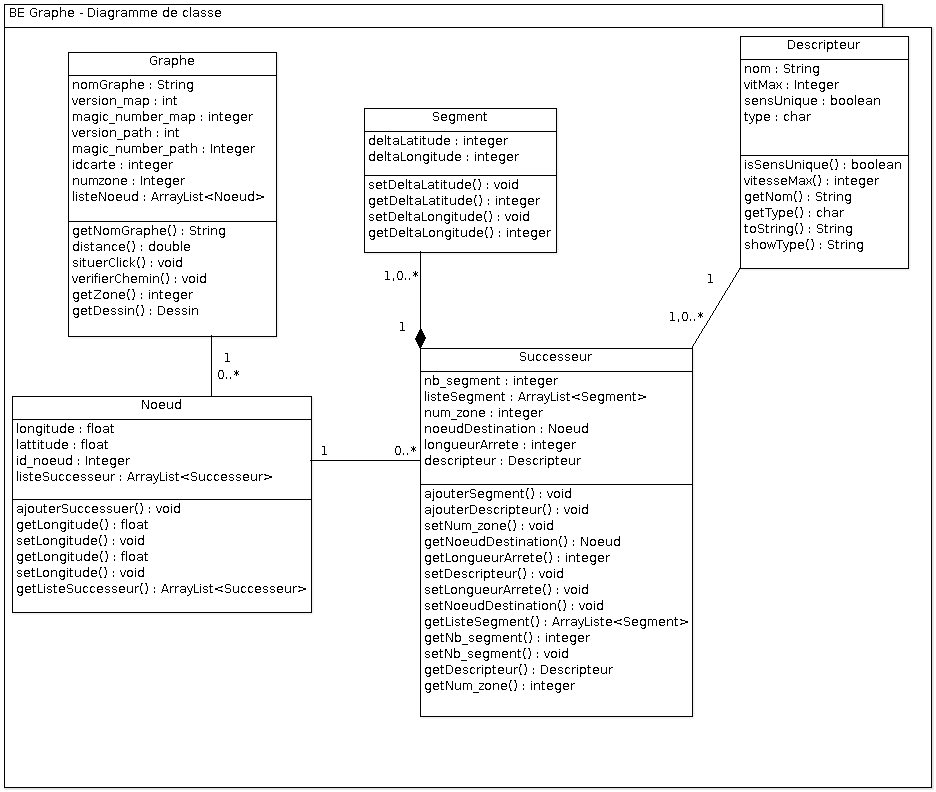 BE Graphe - Diagramme de classe
Graphe
nomGraphe : String
version_map : int
magic_number_map : integer
version_path : int
magic_number_path : Integer
idcarte : integer
numzone : Integer
listeNoeud : ArrayList<Noeud>
getNomGraphe() : String
distance() : double
situerClick() : void
verifierChemin() : void
getZone() : integer
getDessin() : Dessin
Segment
deltaLatitude : integer
deltaLongitude : integer
setDeltaLatitude() : void
getDeltaLatitude() : integer
setDeltaLongitude() : void
getDeltaLongitude() : integer
Descripteur
nom : String
vitMax : Integer
sensUnique : boolean
type : char
isSensUnique() : boolean
vitesseMax() : integer
getNom() : String
getType() : char
toString() : String
showType() : String
1,0..*
1
1
1,0..*
1
0..*
Noeud
longitude : float
lattitude : float
id_noeud : Integer
listeSuccesseur : ArrayList<Successeur>
ajouterSuccessuer() : void
getLongitude() : float
setLongitude() : void
getLongitude() : float
setLongitude() : void
getListeSuccesseur() : ArrayList<Successeur>
1
0..*
Successeur
nb_segment : integer
listeSegment : ArrayList<Segment>
num_zone : integer
noeudDestination : Noeud
longueurArrete : integer
descripteur : Descripteur
ajouterSegment() : void
ajouterDescripteur() : void
setNum_zone() : void
getNoeudDestination() : Noeud
getLongueurArrete() : integer
setDescripteur() : void
setLongueurArrete() : void
setNoeudDestination() : void
getListeSegment() : ArrayListe<Segment>
getNb_segment() : integer
setNb_segment() : void
getDescripteur() : Descripteur
getNum_zone() : integer